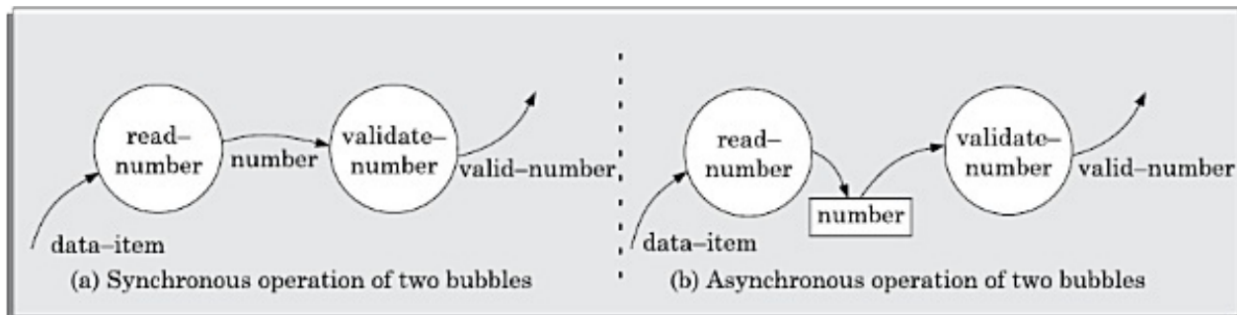 read–
number
number
validate–
number
valid–number
data–item
(a) Synchronous operation of two bubbles
read–
number
number
validate–
number
valid–number
data–item
(b) Asynchronous operation of two bubbles